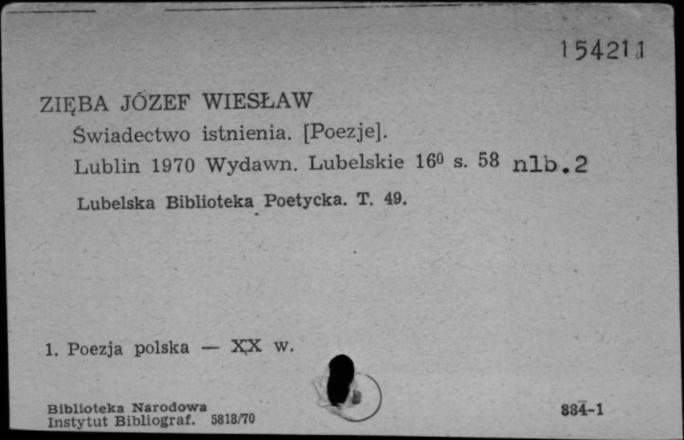 154211
ZIĘBA JÓZEF WIESŁAW
Świadectwo istnienia. [Poezje].
Lublin 1970 Wydawn. Lubelskie 16⁰ s. 58 nlb.2
Lubelska Biblioteka Poetycka. T. 49.
1. Poezja polska — XX w.
Biblioteka Narodowa
Instytut Bibliograf. 5818/70
884-1